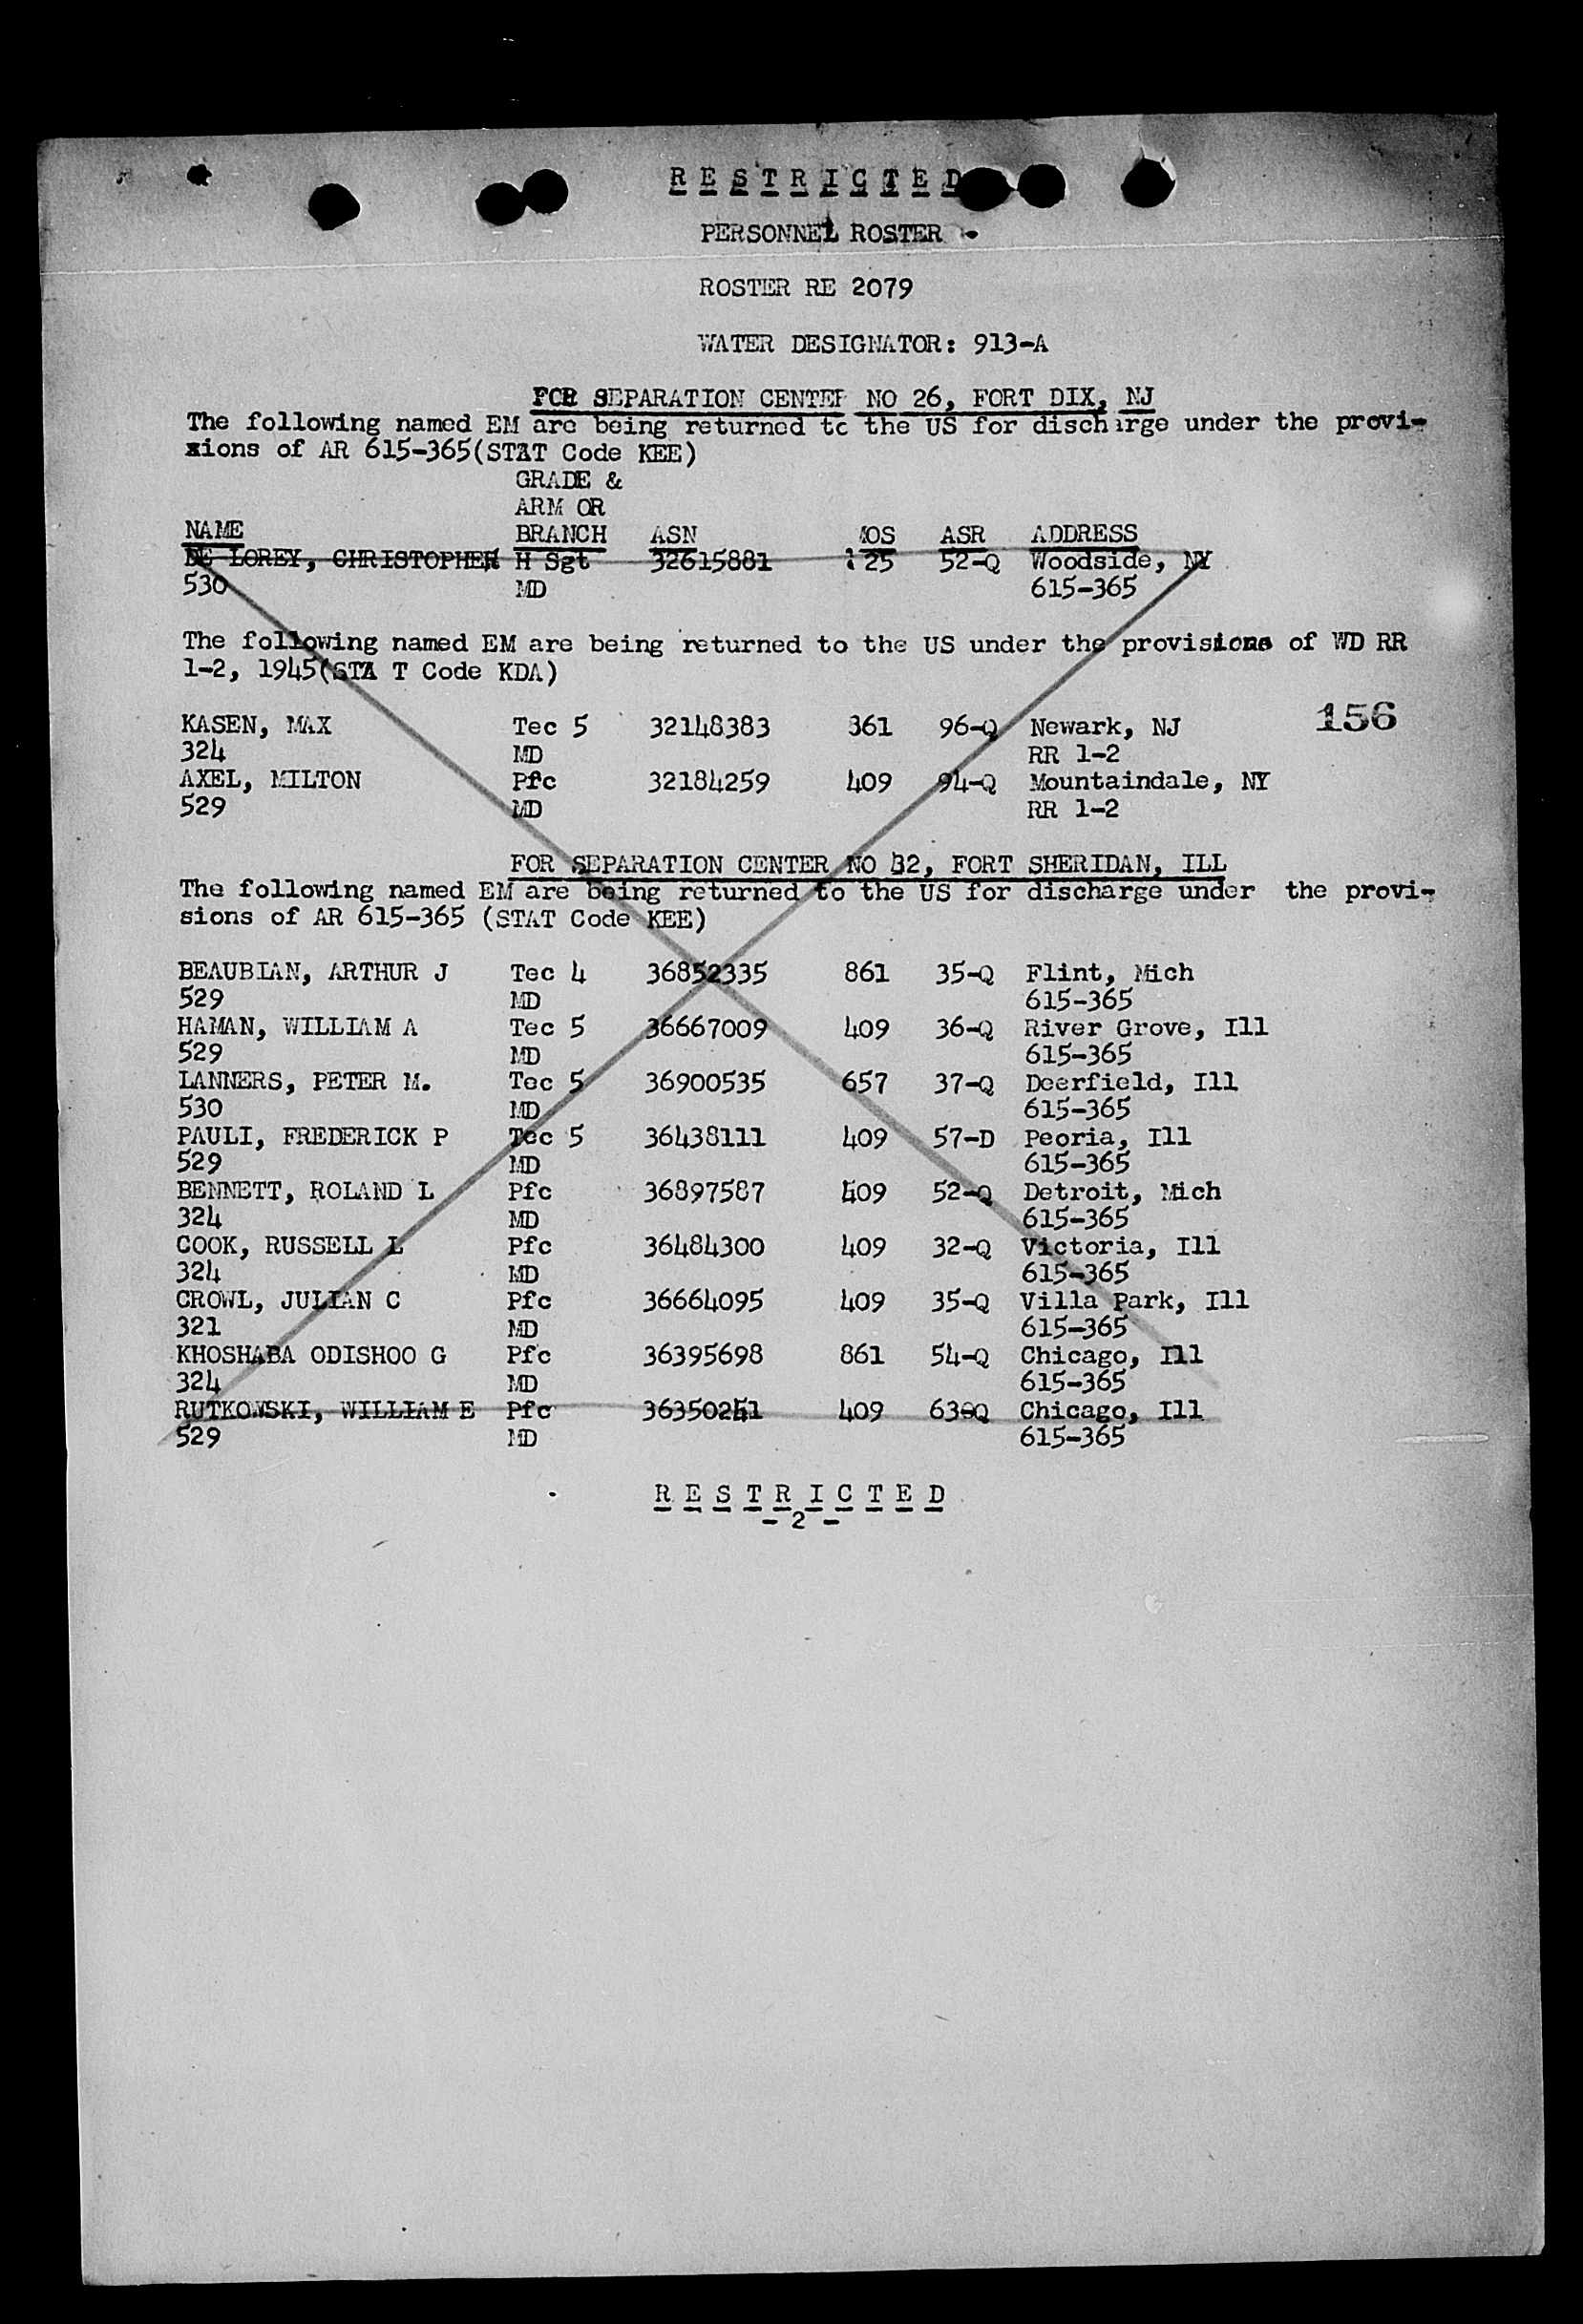 RESTRICTED
PERSONNEL ROSTER -
ROSTER RE 2079
WATER DESIGNATOR: 913-A
FOR SEPARATION CENTER NO 26, FORT DIX, NJ
The following named EM are being returned to the US for discharge under the provi-
xions of AR 615-365(STAT Code KEE)
GRADE &
ARM OR
NAME BRANCH ASN MOS ASR ADDRESS
DE LOREY, CHRISTOPHER H Sgt 32615881 25 52-Q Woodside, NY
530 MD 615-365
The following named EM are being returned to the US under the provisions of WD RR
1-2, 1945(STA T Code KDA)
KASEN, MAX Tec 5 32148383 861 96-Q Newark, NJ 156
324 MD RR 1-2
AXEL, MILTON Pfc 32184259 409 94-Q Mountaindale, NY
529 MD RR 1-2
FOR SEPARATION CENTER NO 32, FORT SHERIDAN, ILL
The following named EM are being returned to the US for discharge under the provi-
sions of AR 615-365 (STAT Code KEE)
BEAUBIAN, ARTHUR J Tec 4 36852335 861 35-Q Flint, Mich
529 MD 615-365
HAMAN, WILLIAM A Tec 5 36667009 409 36-Q River Grove, Ill
529 MD 615-365
LANNERS, PETER M. Tec 5 36900535 657 37-Q Deerfield, Ill
530 MD 615-365
PAULI, FREDERICK P Tec 5 36438111 409 57-D Peoria, Ill
529 MD 615-365
BENNETT, ROLAND L Pfc 36897587 409 52-Q Detroit, Mich
324 MD 615-365
COOK, RUSSELL L Pfc 36484300 409 32-Q Victoria, Ill
324 MD 615-365
CROWL, JULIAN C Pfc 36664095 409 35-Q Villa Park, Ill
321 MD 615-365
KHOSHABA ODISHOO G Pfc 36395698 861 54-Q Chicago, Ill
324 MD 615-365
RUTKOWSKI, WILLIAM E Pfc 409 63-Q Chicago, Ill
529 MD 615-365
RESTRICTED
- 2 -